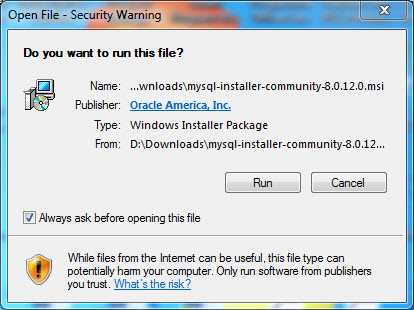 Open File - Security Warning
Do you want to run this file?
Name: ...wnloads\mysql-installer-community-8.0.12.0.msi
Publisher: Oracle America, Inc.
Type: Windows Installer Package
From: D:\Downloads\mysql-installer-community-8.0.12...
Run Cancel
Always ask before opening this file
While files from the Internet can be useful, this file type can
potentially harm your computer. Only run software from publishers
you trust. What's the risk?